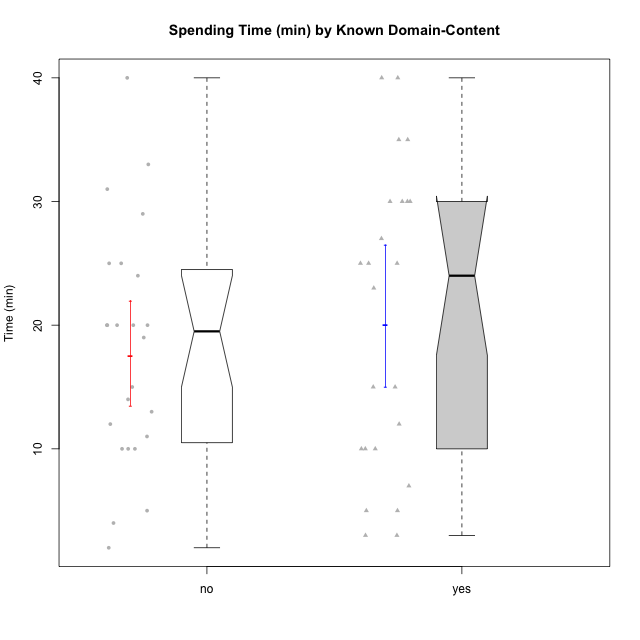 Spending Time (min) by Known Domain-Content
Time (min)
40
30
20
10
no
yes